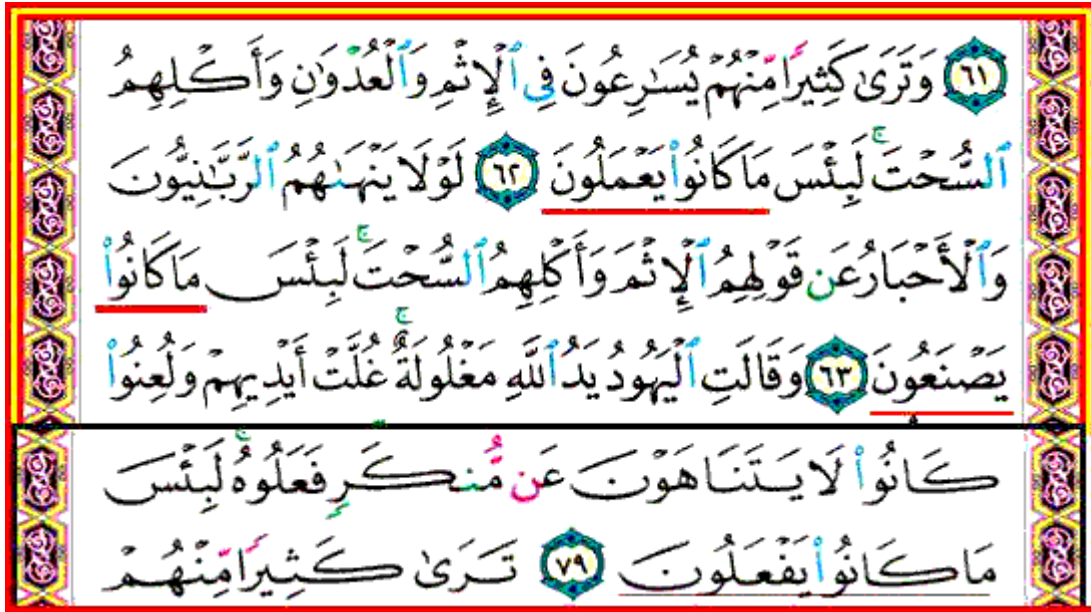 ٦١ وَتَرَىٰ كَثِيرًا مِّنْهُمْ يُسَٰرِعُونَ فِي ٱلْإِثْمِ وَٱلْعُدْوَٰنِ وَأَكْلِهِمُ
ٱلسُّحْتَ ۚ لَبِئْسَ مَا كَانُوا۟ يَعْمَلُونَ ٦٢ لَوْلَا يَنْهَىٰهُمُ ٱلرَّبَّٰنِيُّونَ
وَٱلْأَحْبَارُ عَن قَوْلِهِمُ ٱلْإِثْمَ وَأَكْلِهِمُ ٱلسُّحْتَ ۚ لَبِئْسَ مَا كَانُوا۟
يَصْنَعُونَ ٦٣ وَقَالَتِ ٱلْيَهُودُ يَدُ ٱللَّهِ مَغْلُولَةٌ ۚ غُلَّتْ أَيْدِيهِمْ وَلُعِنُوا۟
كَانُوا۟ لَا يَتَنَاهَوْنَ عَن مُّنكَرٍ فَعَلُوهُ ۚ لَبِئْسَ
مَا كَانُوا۟ يَفْعَلُونَ ٧٩ تَرَىٰ كَثِيرًا مِّنْهُمْ